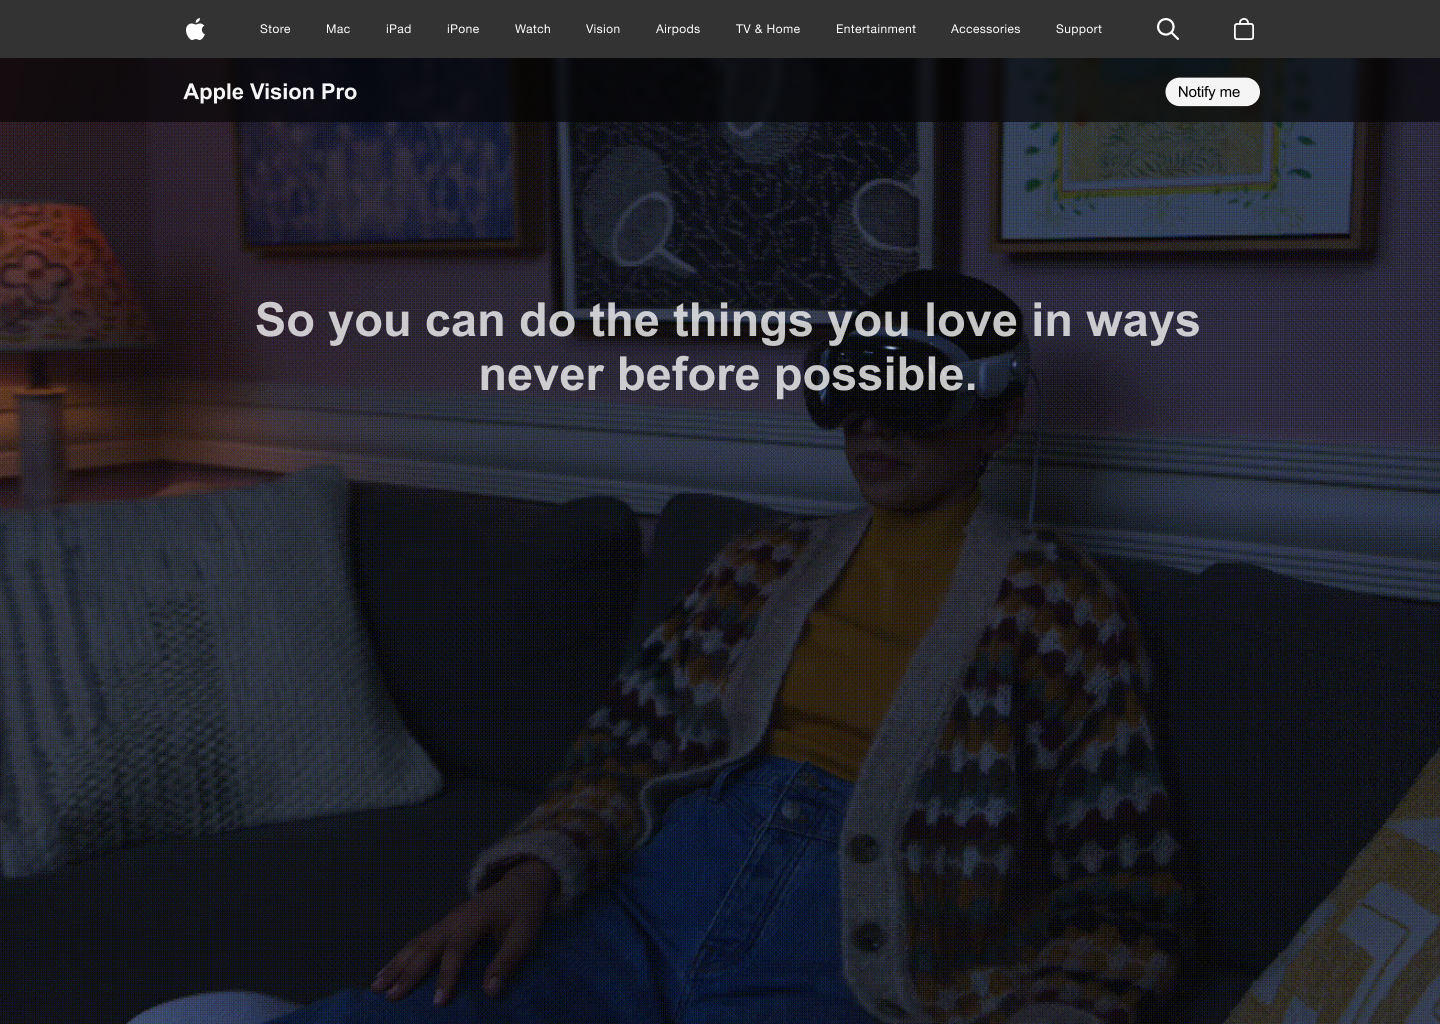 Store Mac iPad iPone Watch Vision Airpods TV & Home Entertainment Accessories Support
Apple Vision Pro Notify me
So you can do the things you love in ways
never before possible.